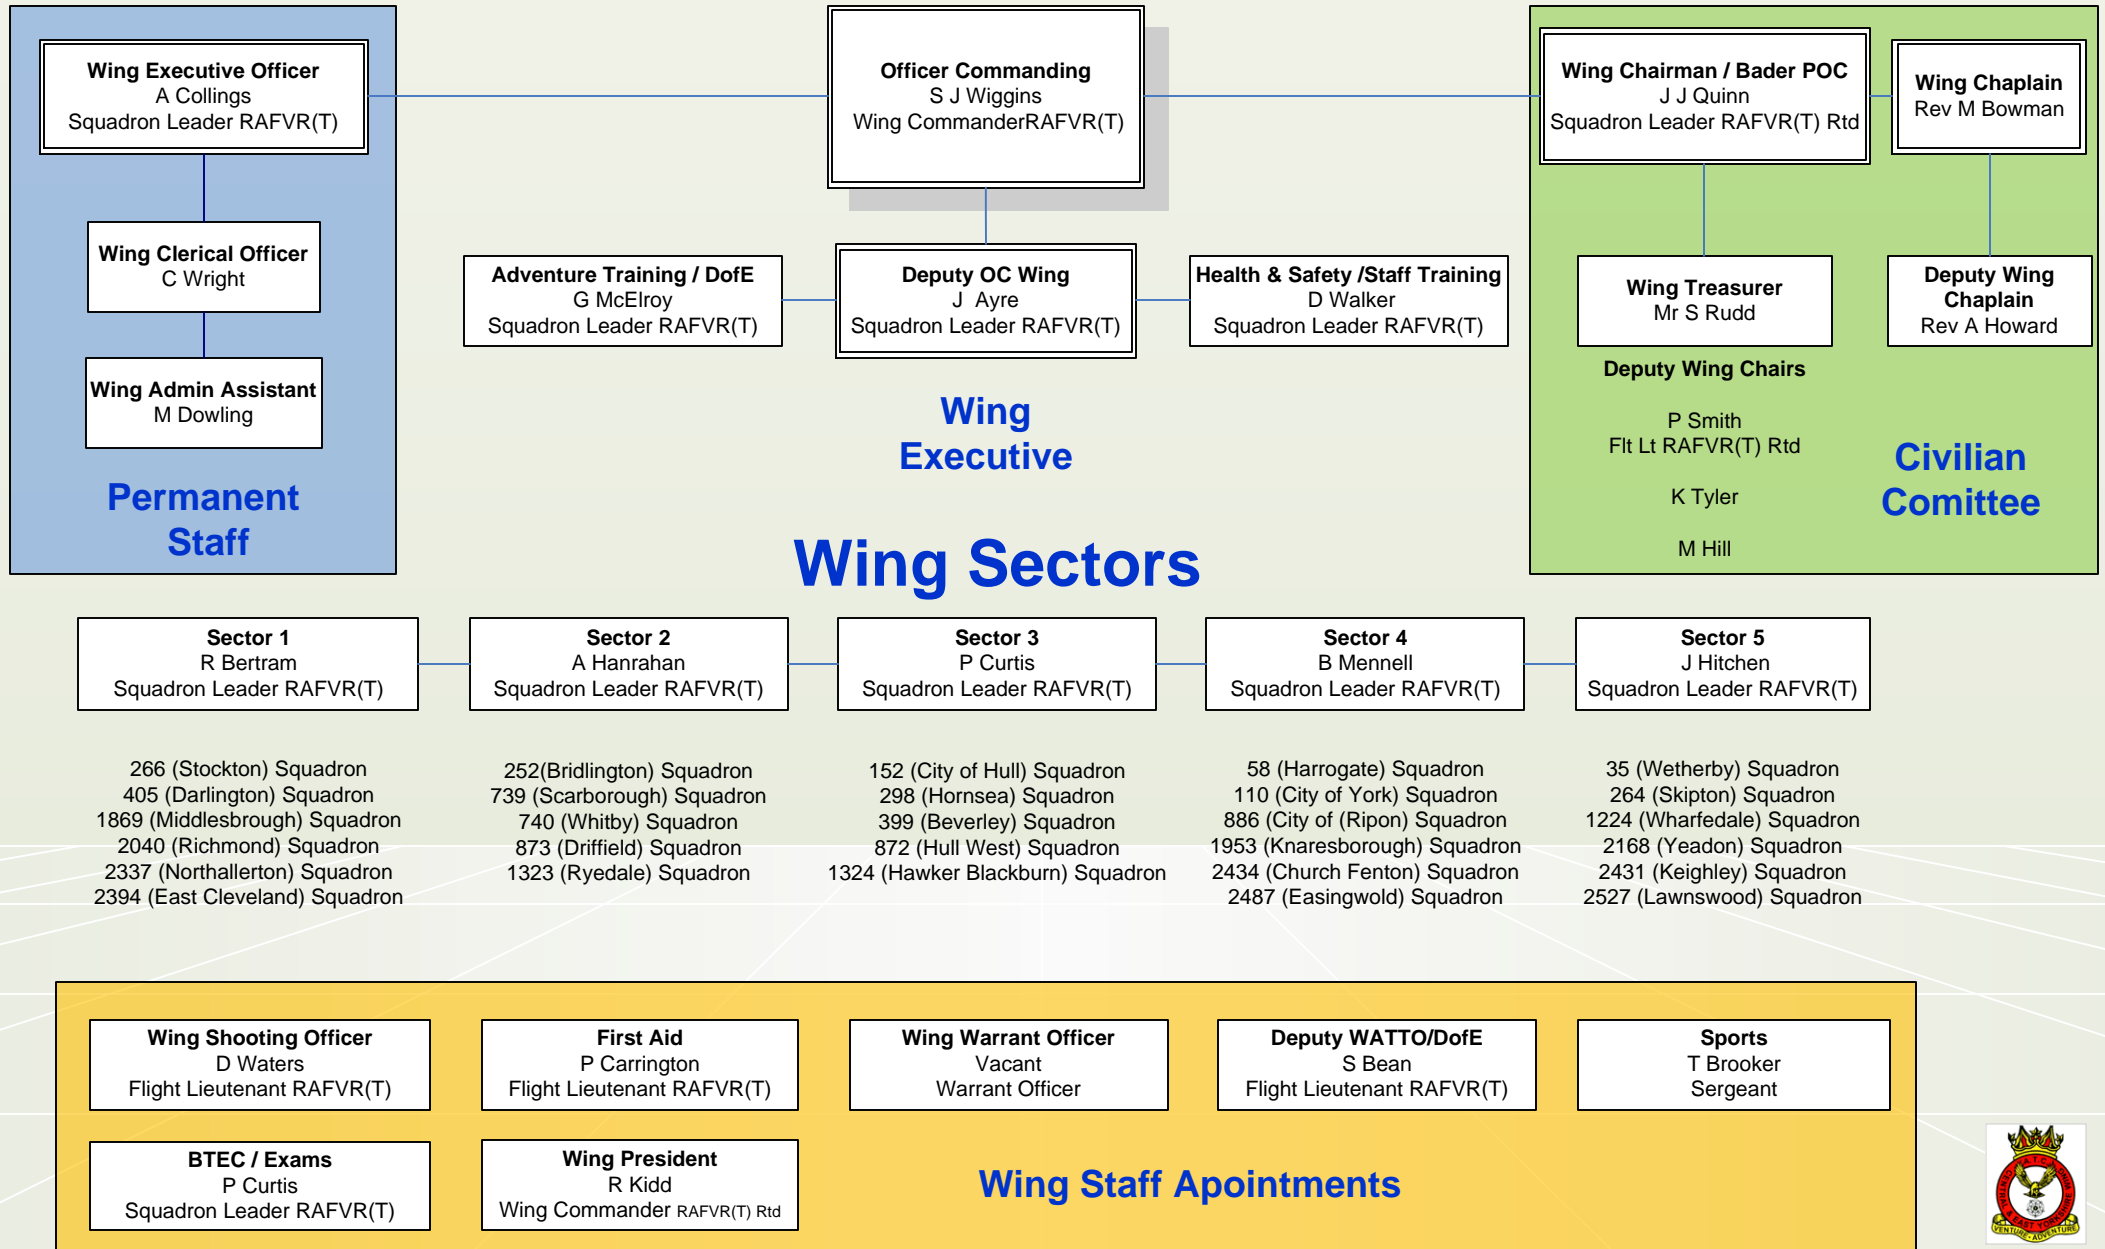 Wing Executive Officer
A Collings
Squadron Leader RAFVR(T)
Wing Clerical Officer
C Wright
Wing Admin Assistant
M Dowling
Permanent
Staff
Officer Commanding
S J Wiggins
Wing CommanderRAFVR(T)
Adventure Training / DofE
G McElroy
Squadron Leader RAFVR(T)
Deputy OC Wing
J Ayre
Squadron Leader RAFVR(T)
Health & Safety /Staff Training
D Walker
Squadron Leader RAFVR(T)
Wing
Executive
Wing Chairman / Bader POC
J J Quinn
Squadron Leader RAFVR(T) Rtd
Wing Chaplain
Rev M Bowman
Wing Treasurer
Mr S Rudd
Deputy Wing
Chaplain
Rev A Howard
Deputy Wing Chairs
P Smith
Flt Lt RAFVR(T) Rtd
K Tyler
M Hill
Civilian
Comittee
Wing Sectors
Sector 1
R Bertram
Squadron Leader RAFVR(T)
Sector 2
A Hanrahan
Squadron Leader RAFVR(T)
Sector 3
P Curtis
Squadron Leader RAFVR(T)
Sector 4
B Mennell
Squadron Leader RAFVR(T)
Sector 5
J Hitchen
Squadron Leader RAFVR(T)
266 (Stockton) Squadron
405 (Darlington) Squadron
1869 (Middlesbrough) Squadron
2040 (Richmond) Squadron
2337 (Northallerton) Squadron
2394 (East Cleveland) Squadron
252(Bridlington) Squadron
739 (Scarborough) Squadron
740 (Whitby) Squadron
873 (Driffield) Squadron
1323 (Ryedale) Squadron
152 (City of Hull) Squadron
298 (Hornsea) Squadron
399 (Beverley) Squadron
872 (Hull West) Squadron
1324 (Hawker Blackburn) Squadron
58 (Harrogate) Squadron
110 (City of York) Squadron
886 (City of (Ripon) Squadron
1953 (Knaresborough) Squadron
2434 (Church Fenton) Squadron
2487 (Easingwold) Squadron
35 (Wetherby) Squadron
264 (Skipton) Squadron
1224 (Wharfedale) Squadron
2168 (Yeadon) Squadron
2431 (Keighley) Squadron
2527 (Lawnswood) Squadron
Wing Shooting Officer
D Waters
Flight Lieutenant RAFVR(T)
First Aid
P Carrington
Flight Lieutenant RAFVR(T)
Wing Warrant Officer
Vacant
Warrant Officer
Deputy WATTO/DofE
S Bean
Flight Lieutenant RAFVR(T)
Sports
T Brooker
Sergeant
BTEC / Exams
P Curtis
Squadron Leader RAFVR(T)
Wing President
R Kidd
Wing Commander RAFVR(T) Rtd
Wing Staff Apointments
CENTRAL & EAST YORKSHIRE WING A.T.C.
VENTURE - ADVENTURE